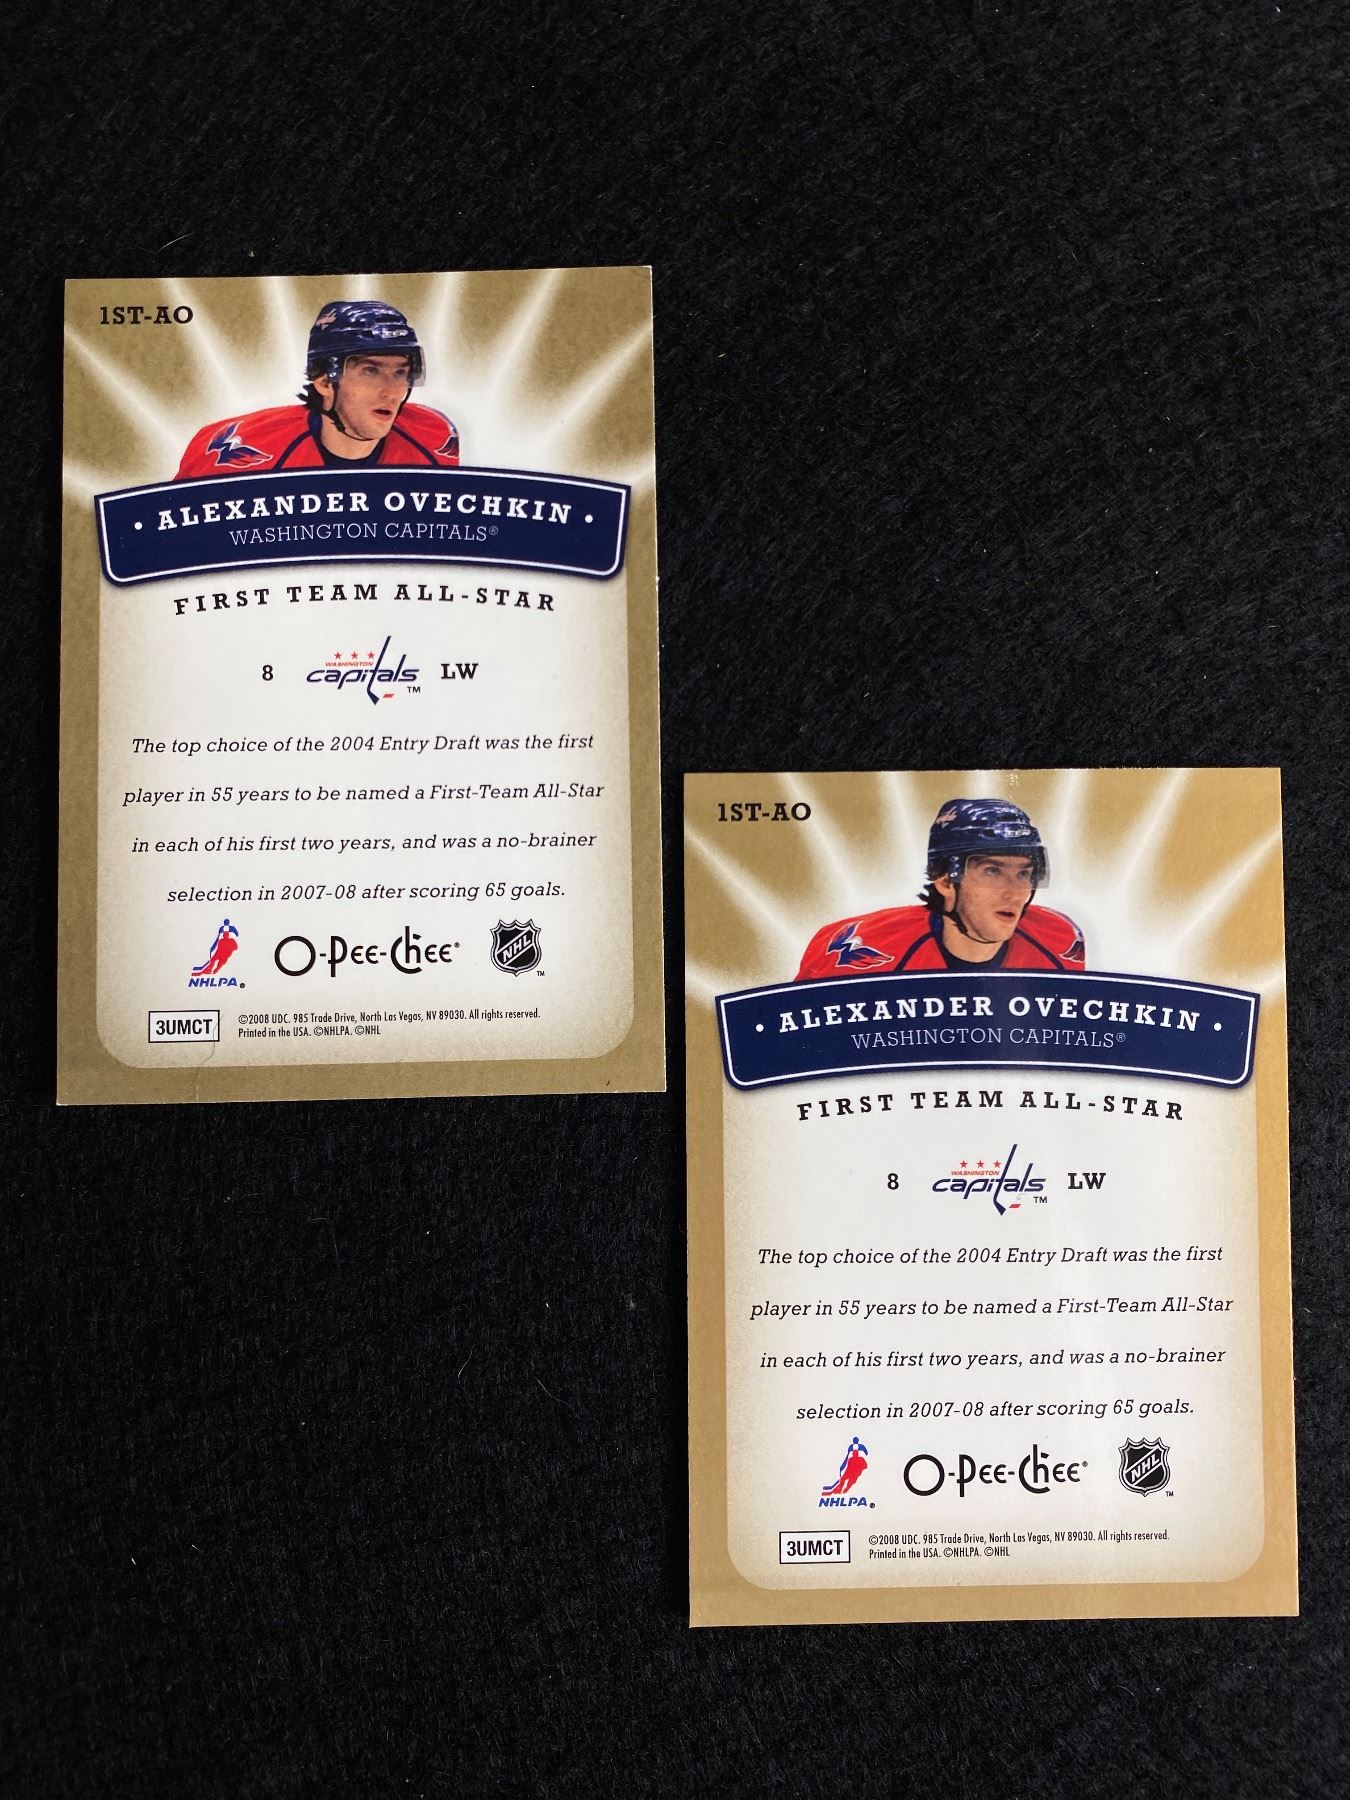 1ST-AO
• ALEXANDER OVECHKIN •
WASHINGTON CAPITALS®
FIRST TEAM ALL-STAR
8 WASHINGTON capitals™ LW
The top choice of the 2004 Entry Draft was the first
player in 55 years to be named a First-Team All-Star
in each of his first two years, and was a no-brainer
selection in 2007-08 after scoring 65 goals.
NHLPA® O-Pee-Chee® NHL™
3UMCT ©2008 UDC. 985 Trade Drive, North Las Vegas, NV 89030. All rights reserved.
Printed in the USA. ©NHLPA. ©NHL
1ST-AO
• ALEXANDER OVECHKIN •
WASHINGTON CAPITALS®
FIRST TEAM ALL-STAR
8 WASHINGTON capitals™ LW
The top choice of the 2004 Entry Draft was the first
player in 55 years to be named a First-Team All-Star
in each of his first two years, and was a no-brainer
selection in 2007-08 after scoring 65 goals.
NHLPA® O-Pee-Chee® NHL™
3UMCT ©2008 UDC. 985 Trade Drive, North Las Vegas, NV 89030. All rights reserved.
Printed in the USA. ©NHLPA. ©NHL